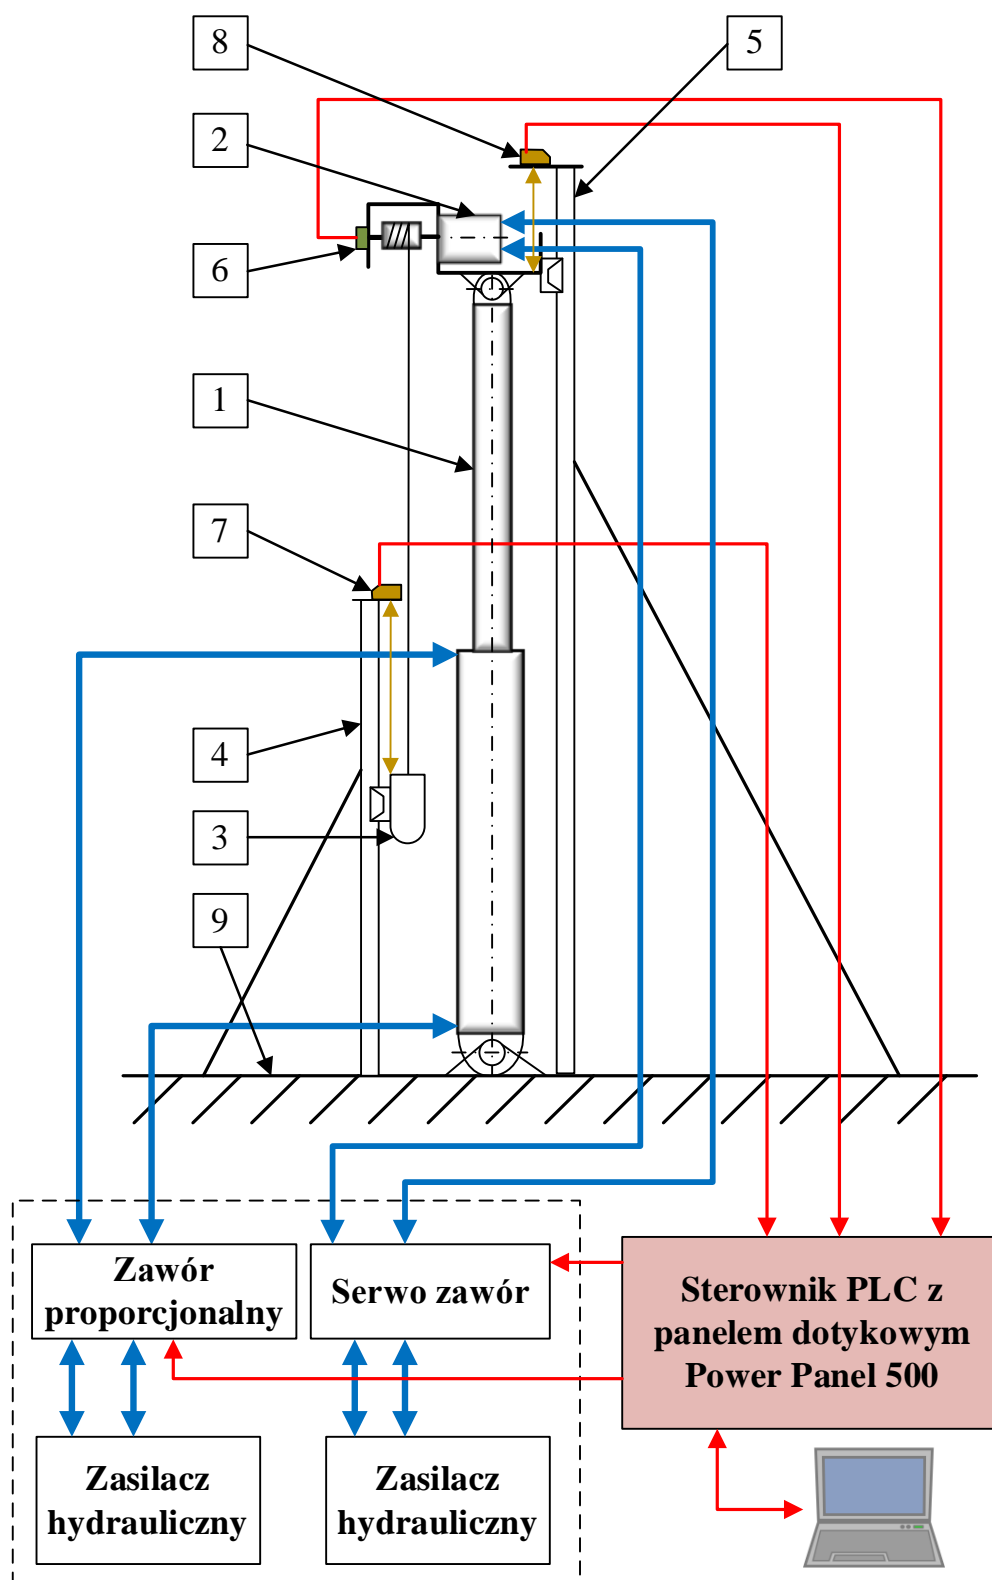 8
5
2
6
1
7
4
3
9
Zawór
proporcjonalny
Serwo zawór
Sterownik PLC z
panelem dotykowym
Power Panel 500
Zasilacz
hydrauliczny
Zasilacz
hydrauliczny